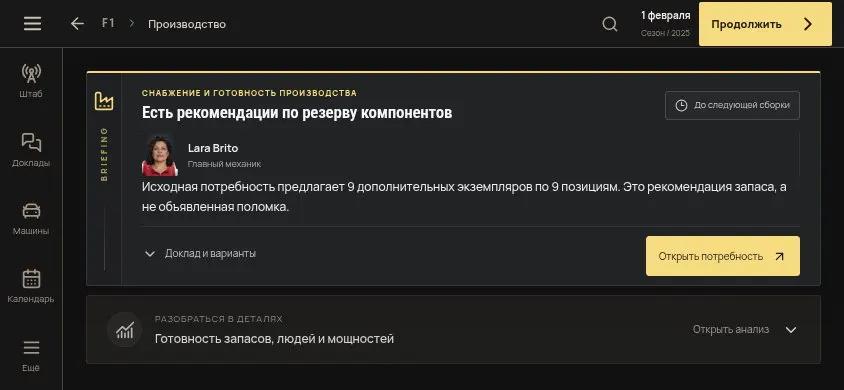 F1 > Производство
1 февраля
Сезон / 2025
Продолжить
Штаб
Доклады
Машины
Календарь
Ещё
BRIEFING
СНАБЖЕНИЕ И ГОТОВНОСТЬ ПРОИЗВОДСТВА
Есть рекомендации по резерву компонентов
До следующей сборки
Lara Brito
Главный механик
Исходная потребность предлагает 9 дополнительных экземпляров по 9 позициям. Это рекомендация запаса, а
не объявленная поломка.
Доклад и варианты
Открыть потребность
РАЗОБРАТЬСЯ В ДЕТАЛЯХ
Готовность запасов, людей и мощностей
Открыть анализ